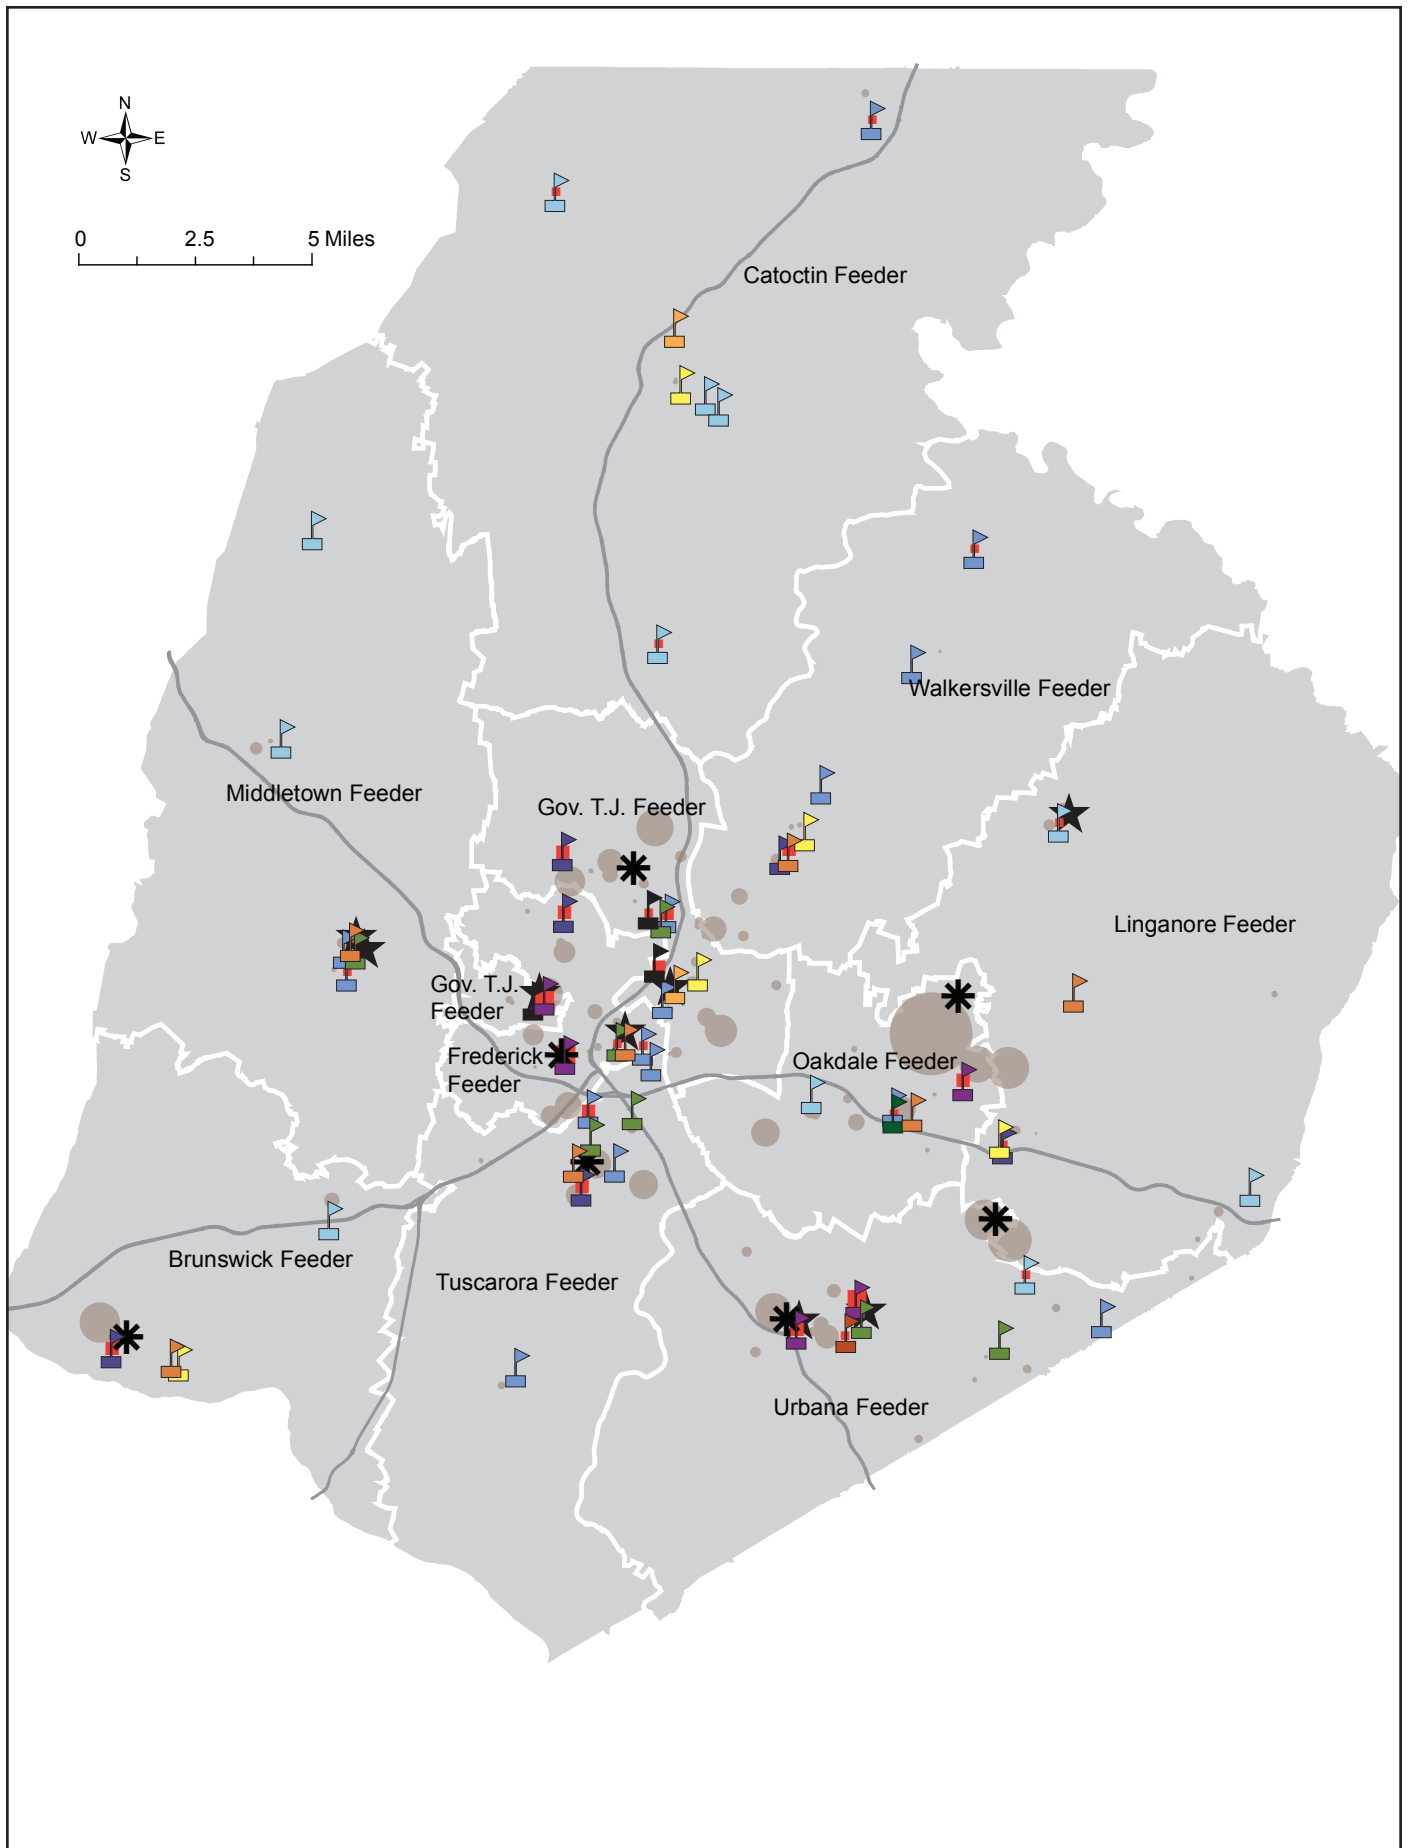 N
W E
S
0 2.5 5 Miles
Catoctin Feeder
Walkersville Feeder
Middletown Feeder
Gov. T.J. Feeder
Linganore Feeder
Gov. T.J.
Feeder
Frederick
Feeder
Oakdale Feeder
Brunswick Feeder
Tuscarora Feeder
Urbana Feeder